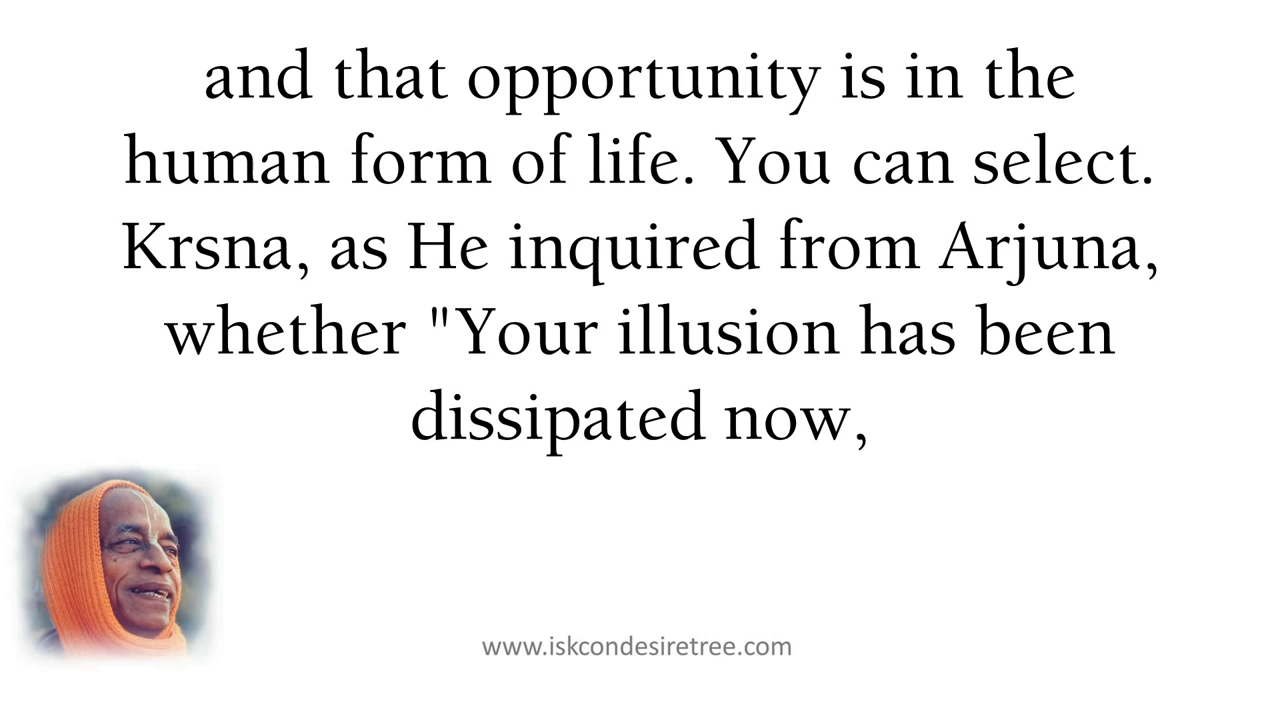 and that opportunity is in the
human form of life. You can select.
Krsna, as He inquired from Arjuna,
whether "Your illusion has been
dissipated now,
www.iskcondesiretree.com